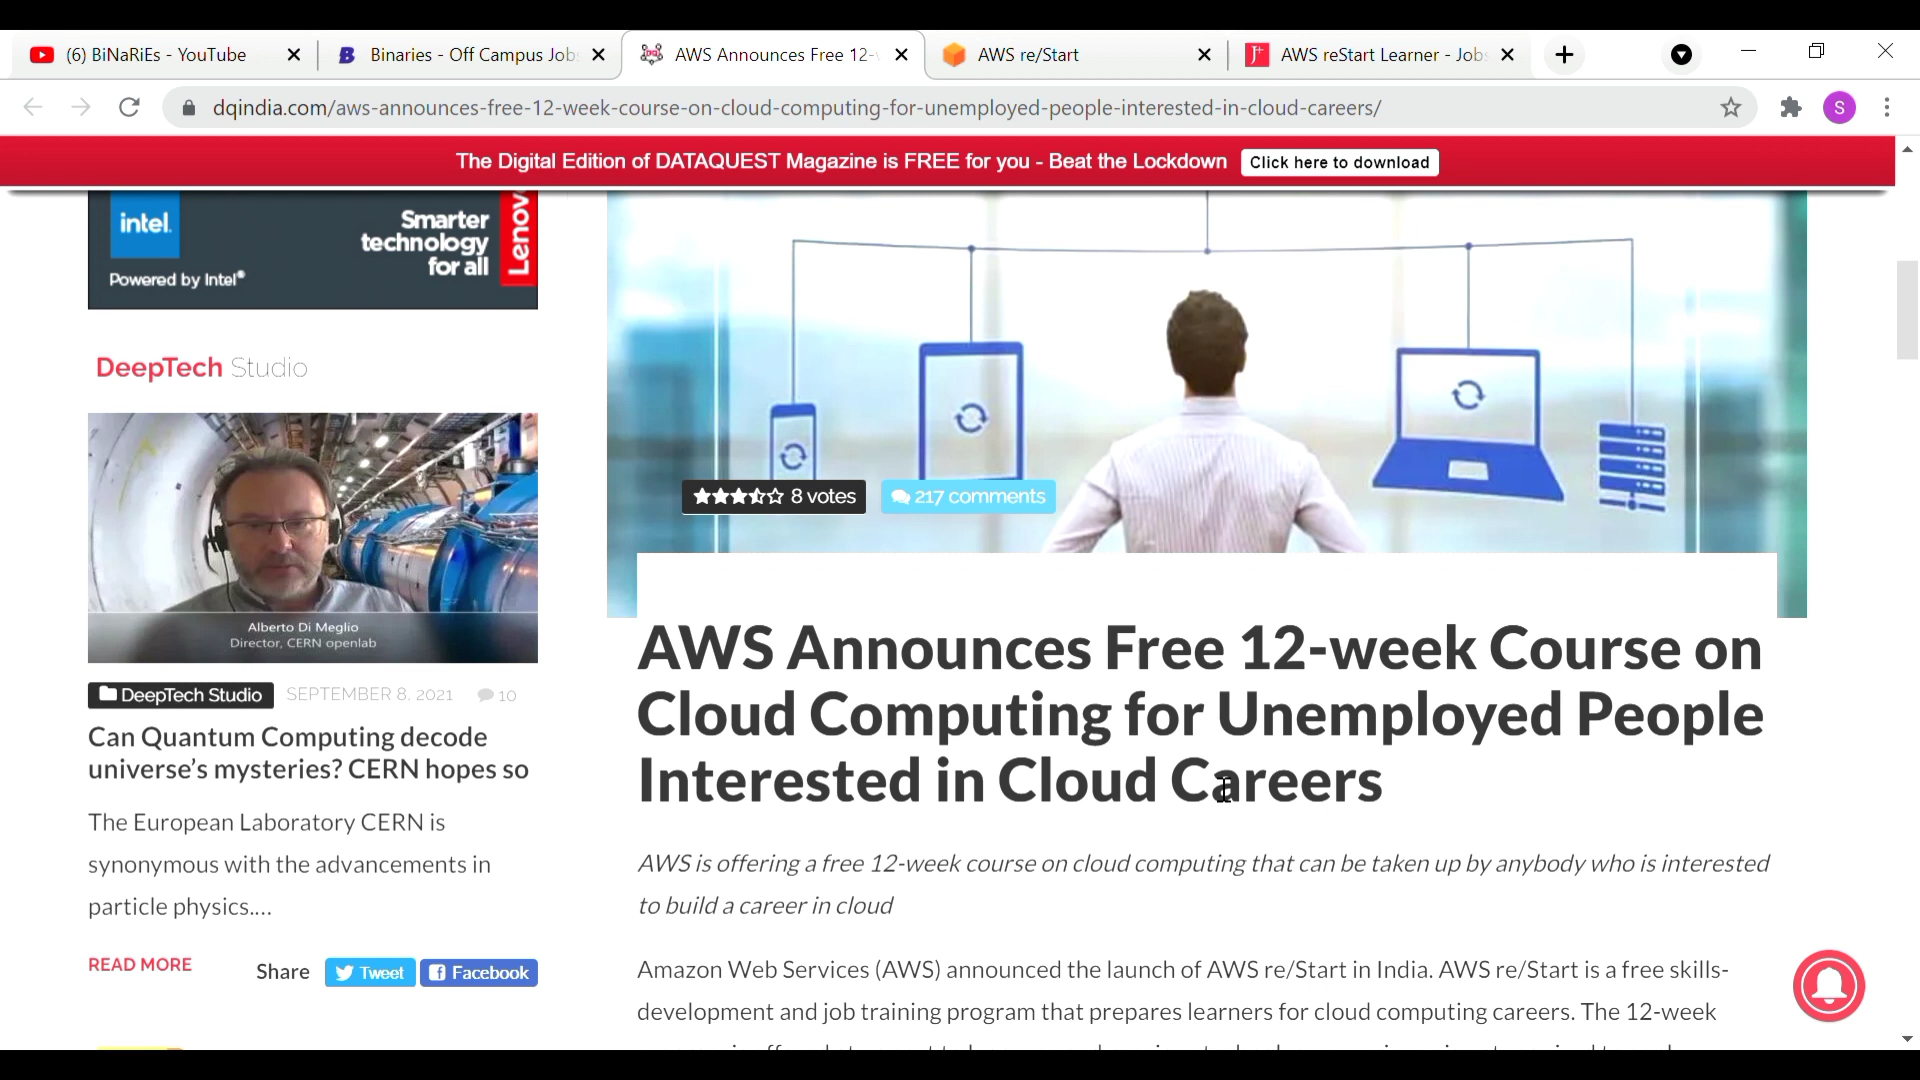 (6) BiNaRiEs - YouTube
Binaries - Off Campus Job
AWS Announces Free 12-
AWS re/Start
AWS reStart Learner - Job
dqindia.com/aws-announces-free-12-week-course-on-cloud-computing-for-unemployed-people-interested-in-cloud-careers/
S
The Digital Edition of DATAQUEST Magazine is FREE for you - Beat the Lockdown
Click here to download
intel.
Powered by Intel®
Smarter
technology
for all
Lenov
DeepTech Studio
Alberto Di Meglio
Director, CERN openlab
DeepTech Studio SEPTEMBER 8, 2021 10
Can Quantum Computing decode
universe's mysteries? CERN hopes so
The European Laboratory CERN is
synonymous with the advancements in
particle physics....
READ MORE
Share Tweet Facebook
8 votes
217 comments
AWS Announces Free 12-week Course on
Cloud Computing for Unemployed People
Interested in Cloud Careers
AWS is offering a free 12-week course on cloud computing that can be taken up by anybody who is interested
to build a career in cloud
Amazon Web Services (AWS) announced the launch of AWS re/Start in India. AWS re/Start is a free skills-
development and job training program that prepares learners for cloud computing careers. The 12-week